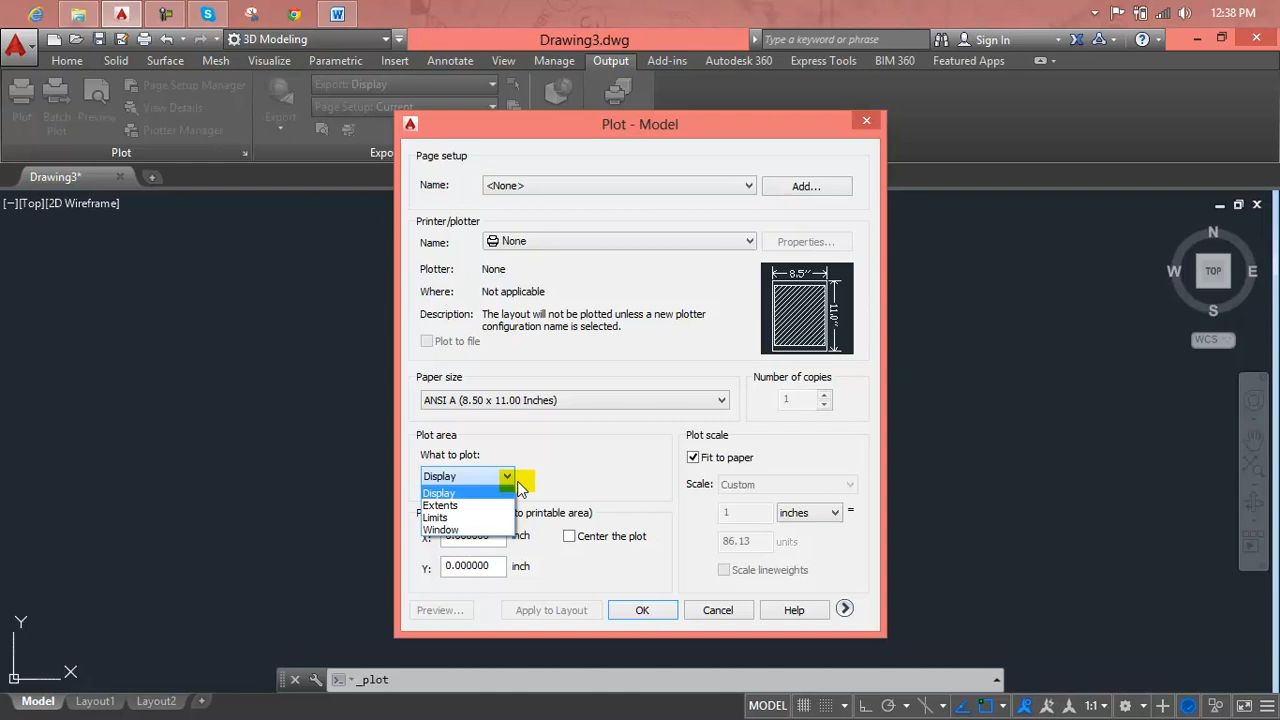 12:38 PM
3D Modeling
Drawing3.dwg
Type a keyword or phrase
Sign In
Home
Solid
Surface
Mesh
Visualize
Parametric
Insert
Annotate
View
Manage
Output
Add-ins
Autodesk 360
Express Tools
BIM 360
Featured Apps
Plot
Batch Plot
Preview
Page Setup Manager
View Details
Plotter Manager
Export
Export: Display
Page Setup: Current
Plot
Drawing3*
[−][Top][2D Wireframe]
Plot - Model
Page setup
Name:
<None>
Add...
Printer/plotter
Name:
None
Properties...
Plotter:
None
Where:
Not applicable
Description:
The layout will not be plotted unless a new plotter
configuration name is selected.
Plot to file
8.5''
11.0''
Paper size
ANSI A (8.50 x 11.00 Inches)
Number of copies
1
Plot area
What to plot:
Display
Display
Extents
Limits
Window
to printable area)
X:
inch
Center the plot
Y:
0.000000
inch
Plot scale
Fit to paper
Scale:
Custom
1
inches
=
86.13
units
Scale lineweights
Preview...
Apply to Layout
OK
Cancel
Help
N
W
TOP
E
S
WCS
Y
X
_plot
Model
Layout1
Layout2
+
MODEL
1:1